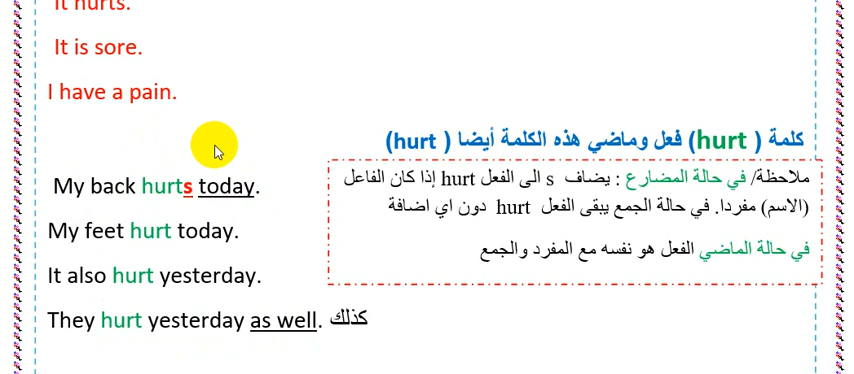 It hurts.
It is sore.
I have a pain.
كلمة ( hurt) فعل وماضي هذه الكلمة أيضا ( hurt)
ملاحظة/ في حالة المضارع : يضاف s الى الفعل hurt إذا كان الفاعل
(الاسم) مفردا. في حالة الجمع يبقى الفعل hurt دون اي اضافة
في حالة الماضي الفعل هو نفسه مع المفرد والجمع
My back hurts today.
My feet hurt today.
It also hurt yesterday.
They hurt yesterday as well. كذلك